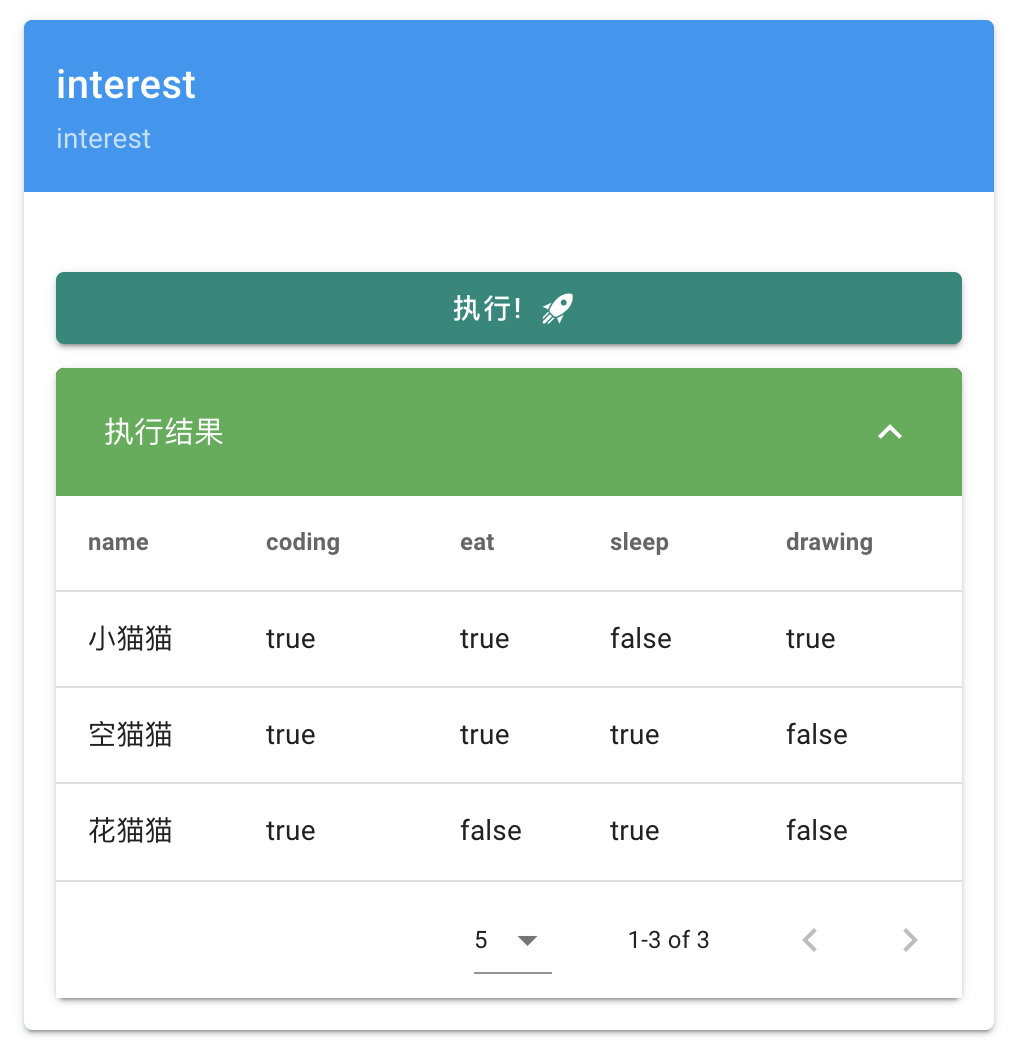 interest
interest
执行!
执行结果
name coding eat sleep drawing
小猫猫 true true false true
空猫猫 true true true false
花猫猫 true false true false
5 1-3 of 3